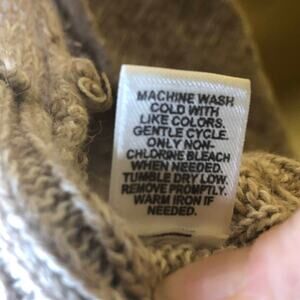 MACHINE WASH
COLD WITH
LIKE COLORS.
GENTLE CYCLE.
ONLY NON-
CHLORINE BLEACH
WHEN NEEDED.
TUMBLE DRY LOW.
REMOVE PROMPTLY.
WARM IRON IF
NEEDED.